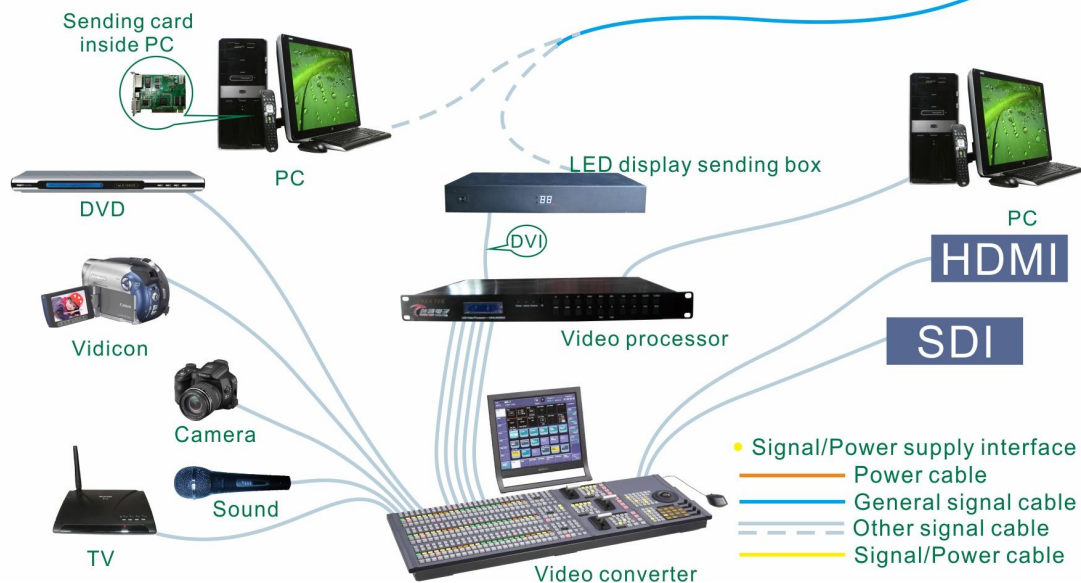 Sending card
inside PC
PC
LED display sending box
DVD
DVI
PC
HDMI
Vidicon
Video processor
SDI
Camera
Sound
TV
Video converter
Signal/Power supply interface
Power cable
General signal cable
Other signal cable
Signal/Power cable